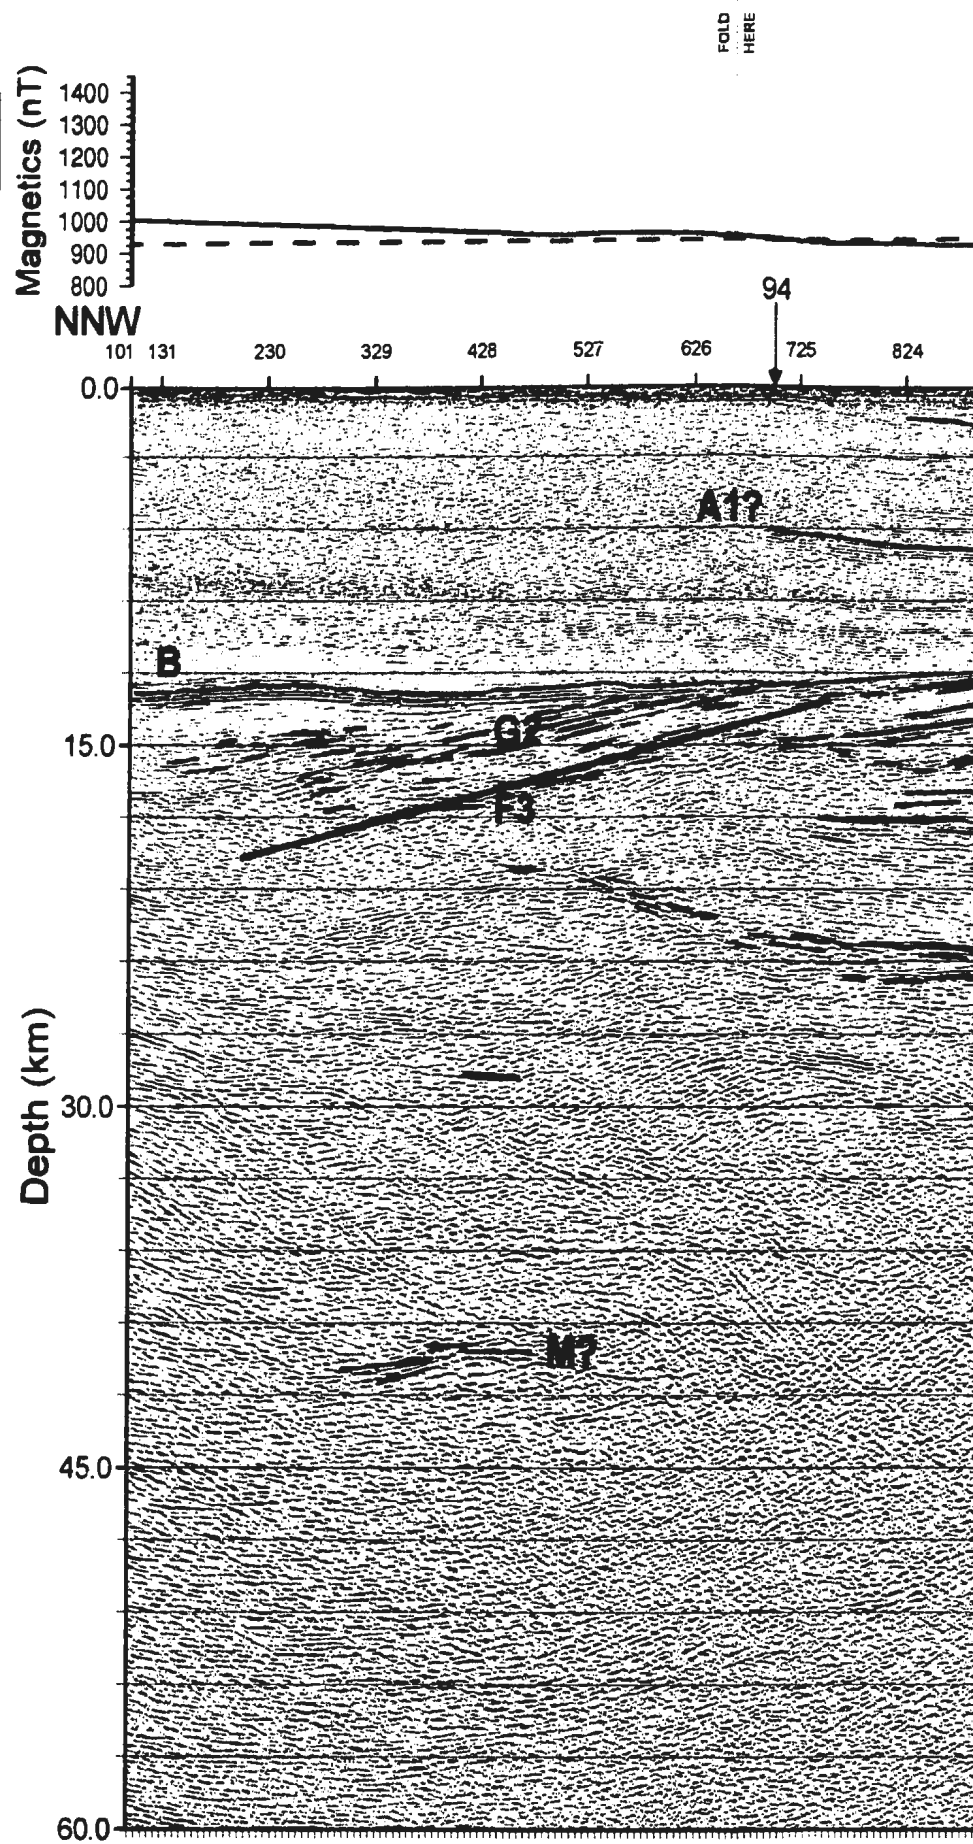 FOLD
HERE
Magnetics (nT)
1400
1300
1200
1100
1000
900
800
94
NNW
101 131 230 329 428 527 626 725 824
0.0
A1?
B
G2
15.0
F3
Depth (km)
30.0
M?
45.0
60.0